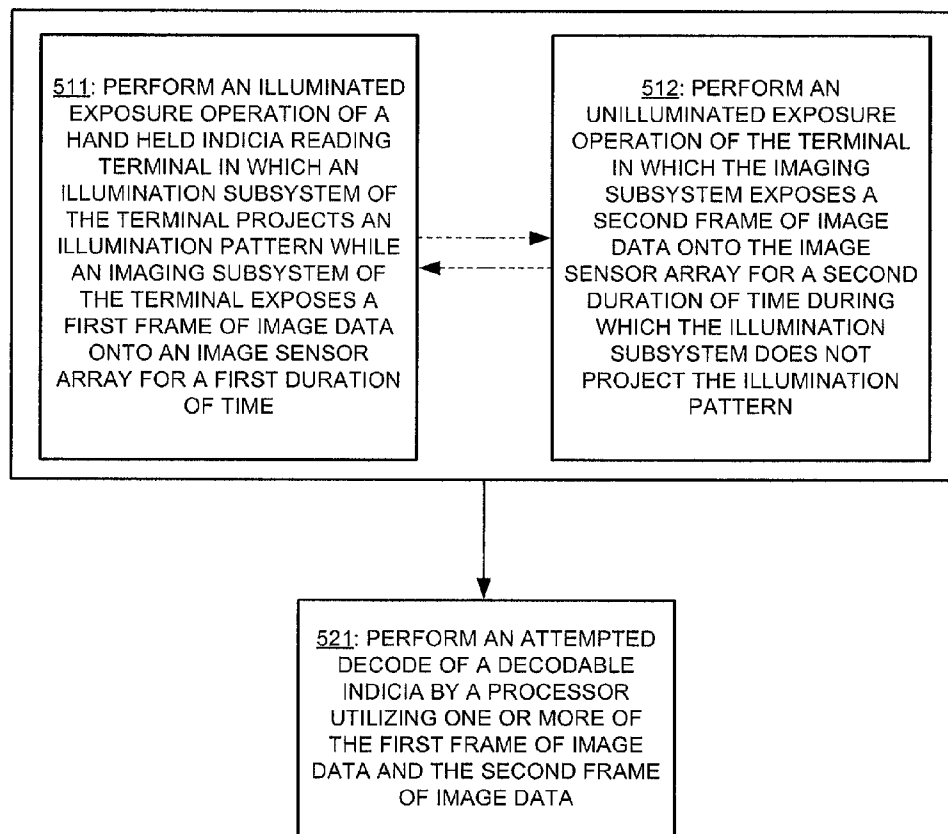 511: PERFORM AN ILLUMINATED
EXPOSURE OPERATION OF A
HAND HELD INDICIA READING
TERMINAL IN WHICH AN
ILLUMINATION SUBSYSTEM OF
THE TERMINAL PROJECTS AN
ILLUMINATION PATTERN WHILE
AN IMAGING SUBSYSTEM OF
THE TERMINAL EXPOSES A
FIRST FRAME OF IMAGE DATA
ONTO AN IMAGE SENSOR
ARRAY FOR A FIRST DURATION
OF TIME
512: PERFORM AN
UNILLUMINATED EXPOSURE
OPERATION OF THE TERMINAL
IN WHICH THE IMAGING
SUBSYSTEM EXPOSES A
SECOND FRAME OF IMAGE
DATA ONTO THE IMAGE
SENSOR ARRAY FOR A SECOND
DURATION OF TIME DURING
WHICH THE ILLUMINATION
SUBSYSTEM DOES NOT
PROJECT THE ILLUMINATION
PATTERN
521: PERFORM AN ATTEMPTED
DECODE OF A DECODABLE
INDICIA BY A PROCESSOR
UTILIZING ONE OR MORE OF
THE FIRST FRAME OF IMAGE
DATA AND THE SECOND FRAME
OF IMAGE DATA